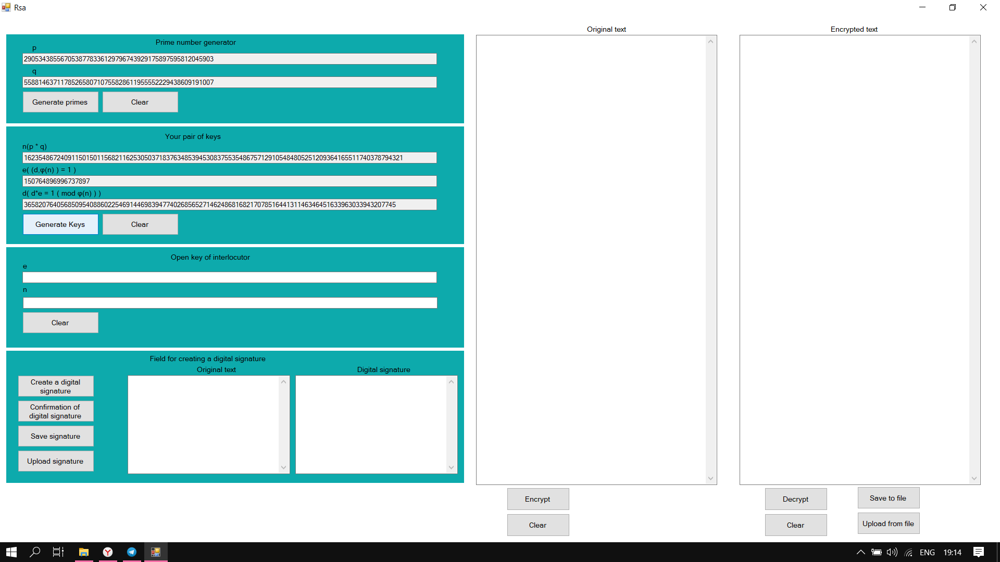 Rsa
Prime number generator
p
29053438556705387783361297967439291758975958120459​03
q
55881463711785265807107558286119555522294386091910​07
Generate primes
Clear
Your pair of keys
n(p * q)
16235486724091150150115682116253050371837634853945308375535486757129105484805251209364165511740378794321
e( (d,φ(n) ) = 1 )
150764896996737897
d( d*e = 1 ( mod φ(n) ) )
365820764056850954088602254691446983947740268565271462486816821707851644131146346451633963033943207745
Generate Keys
Clear
Open key of interlocutor
e
n
Clear
Field for creating a digital signature
Original text
Digital signature
Create a digital
signature
Confirmation of
digital signature
Save signature
Upload signature
Original text
Encrypt
Clear
Encrypted text
Decrypt
Clear
Save to file
Upload from file
ENG
19:14